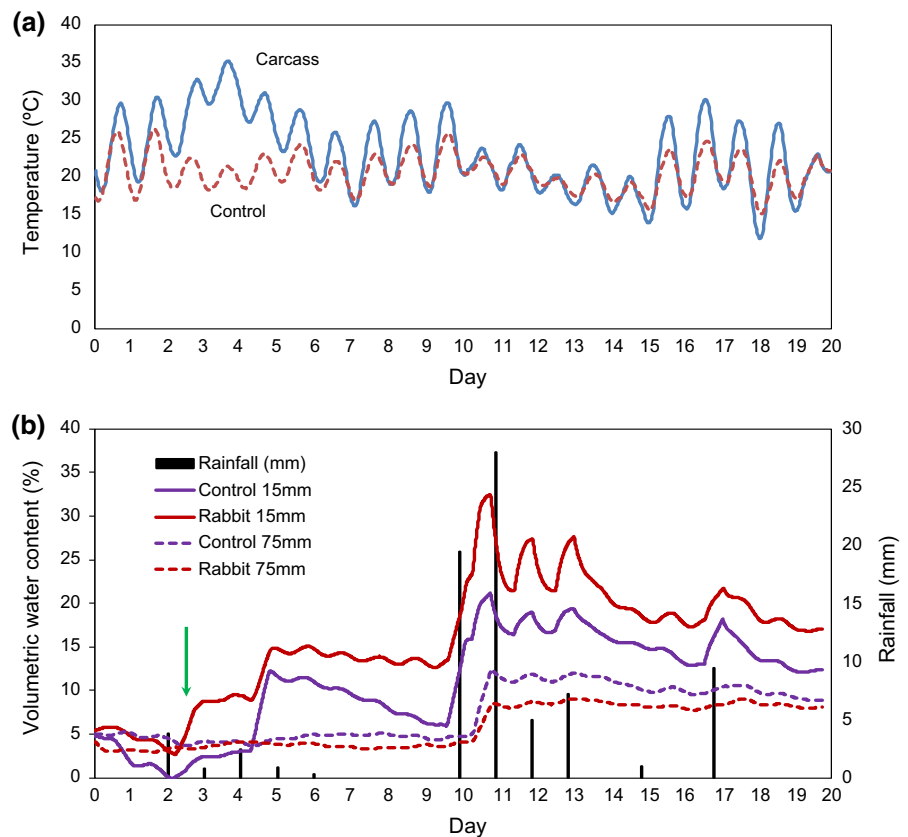 (a)
40
35
30
25
20
15
10
5
0
Temperature (ºC)
Carcass
Control
0 1 2 3 4 5 6 7 8 9 10 11 12 13 14 15 16 17 18 19 20
Day
(b)
40
35
30
25
20
15
10
5
0
Volumetric water content (%)
Rainfall (mm)
Control 15mm
Rabbit 15mm
Control 75mm
Rabbit 75mm
30
25
20
15
10
5
0
Rainfall (mm)
0 1 2 3 4 5 6 7 8 9 10 11 12 13 14 15 16 17 18 19 20
Day